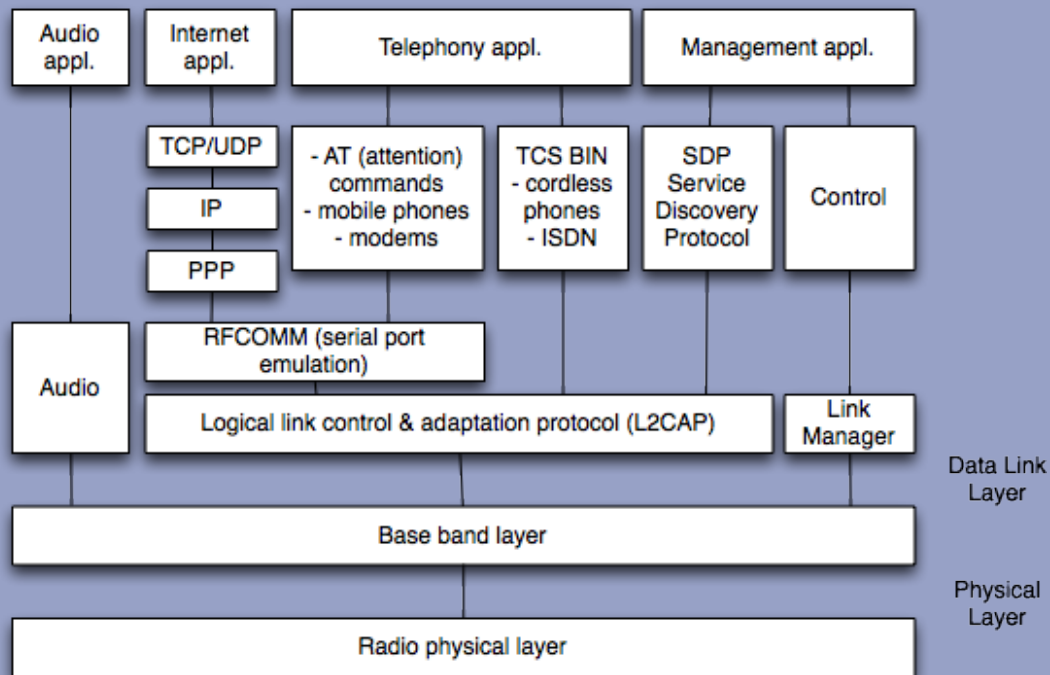 Audio
appl.
Internet
appl.
Telephony appl.
Management appl.
TCP/UDP
IP
PPP
- AT (attention)
commands
- mobile phones
- modems
TCS BIN
- cordless
phones
- ISDN
SDP
Service
Discovery
Protocol
Control
RFCOMM (serial port
emulation)
Audio
Logical link control & adaptation protocol (L2CAP)
Link
Manager
Data Link
Layer
Base band layer
Physical
Layer
Radio physical layer